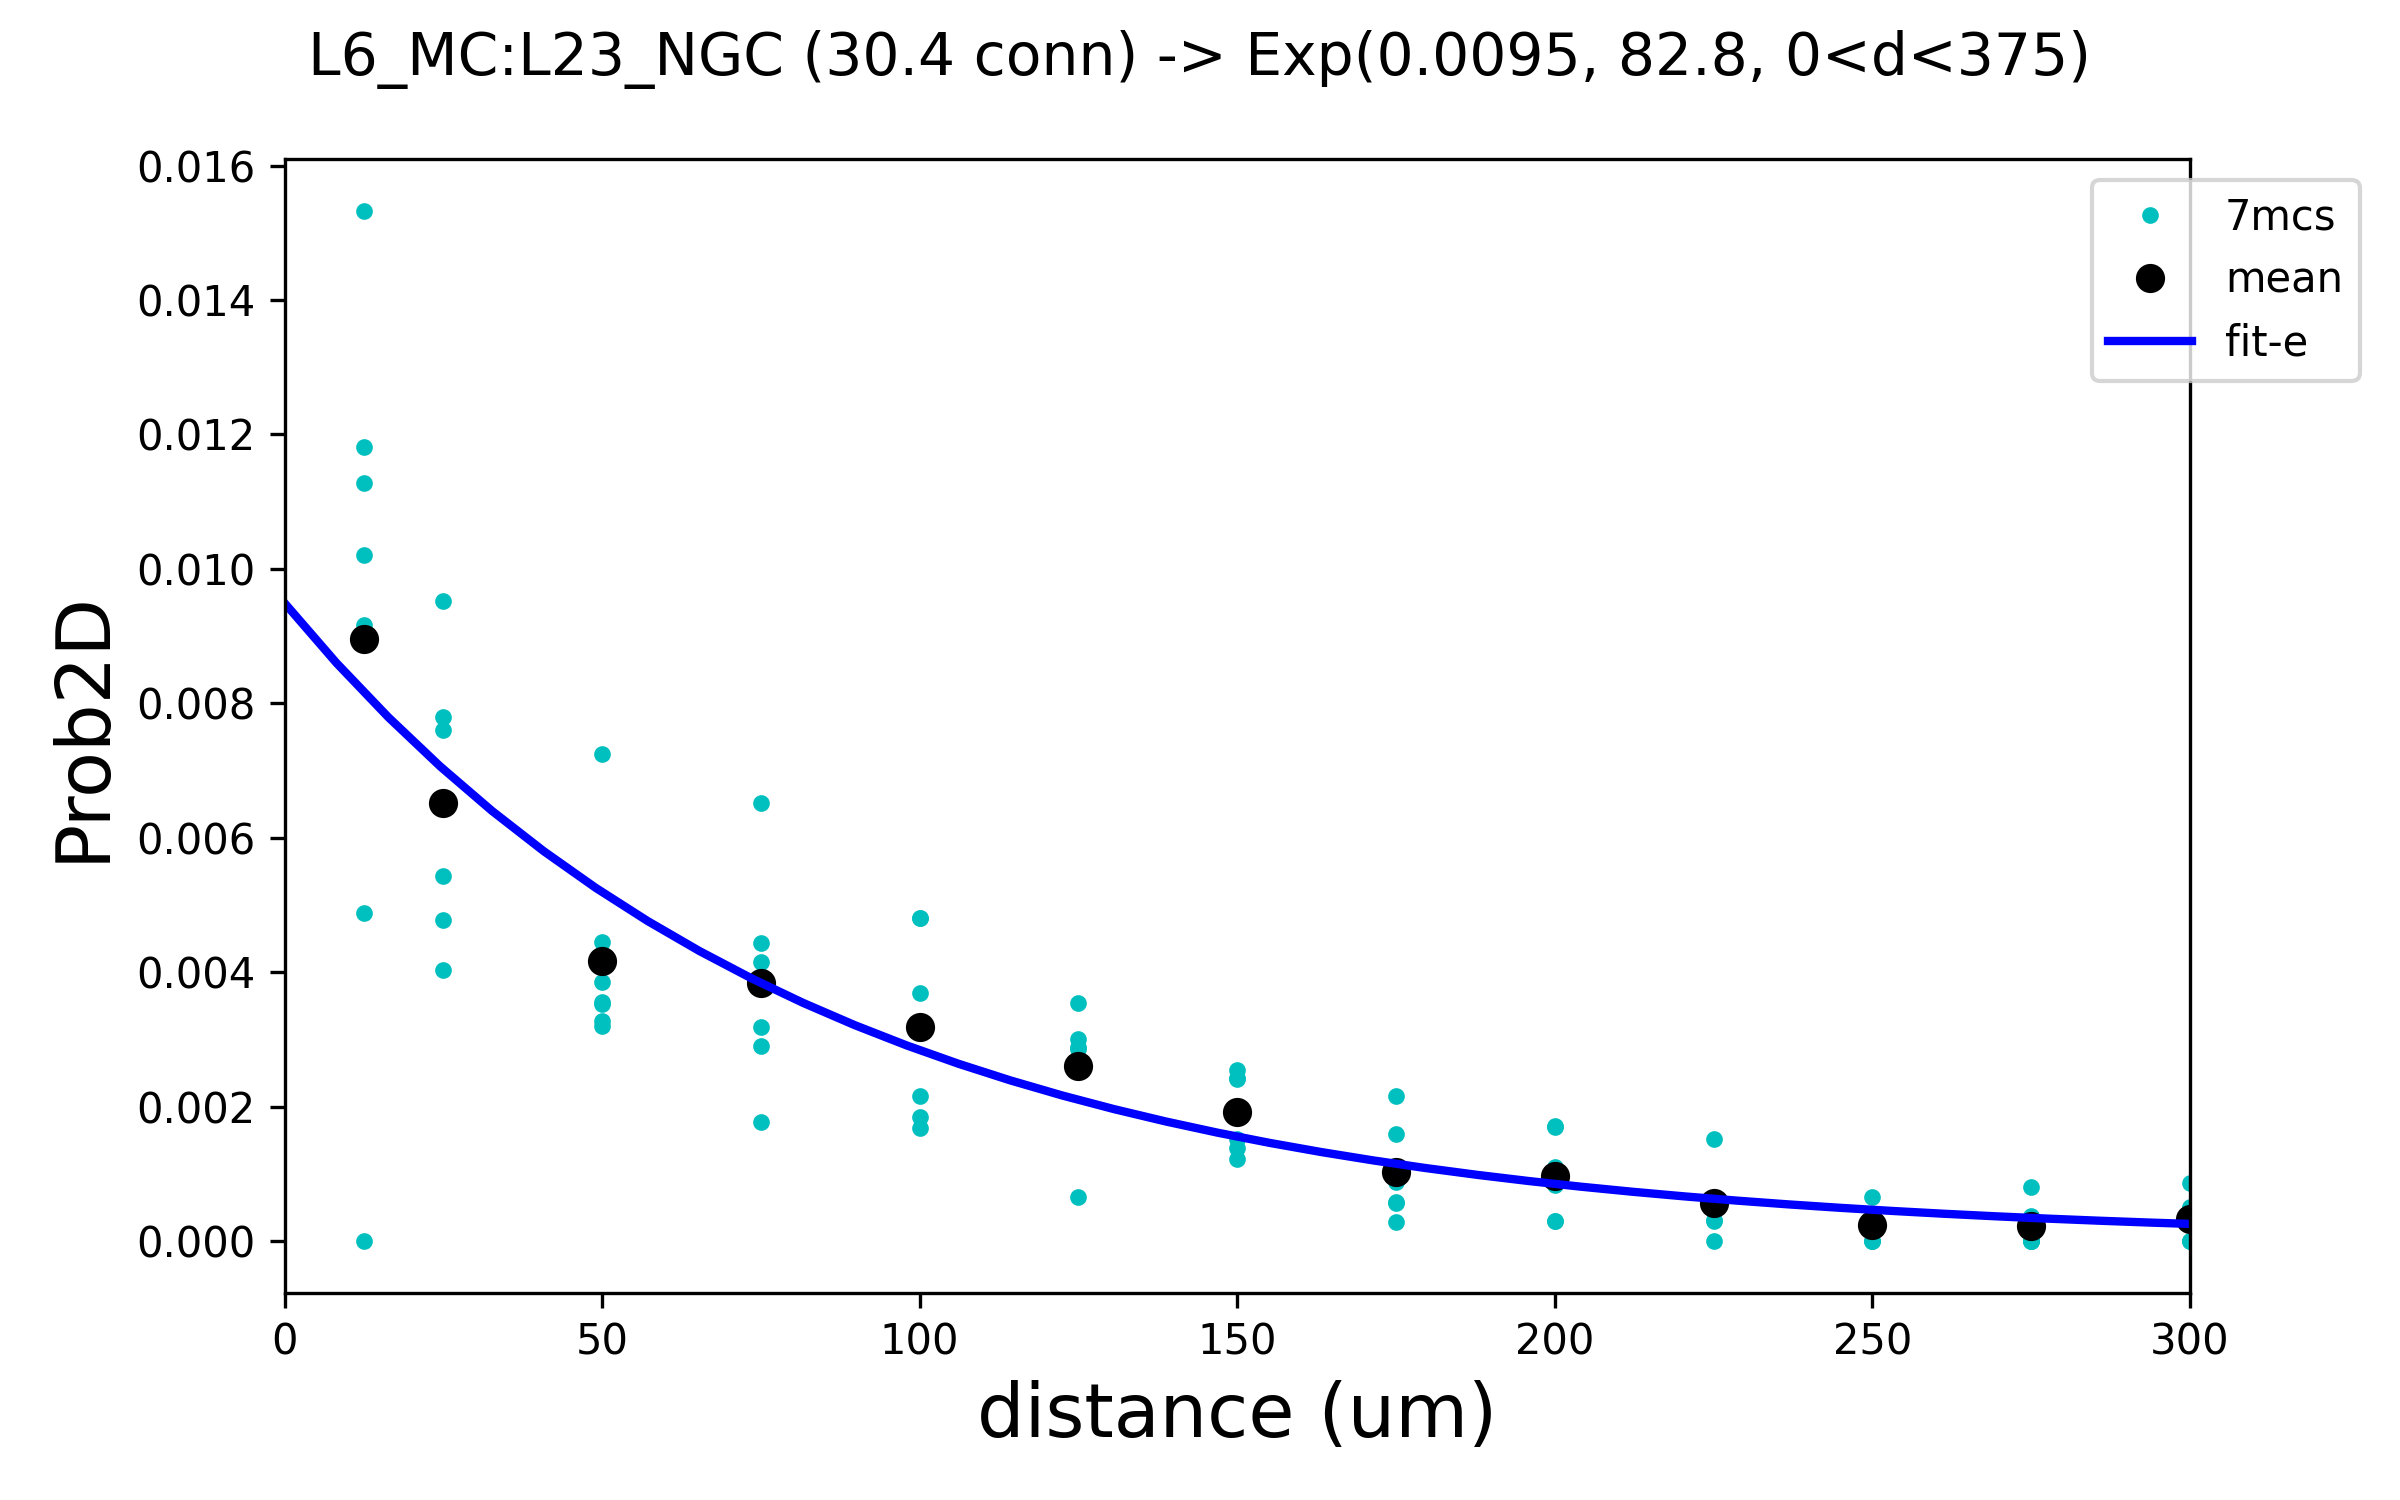 L6_MC:L23_NGC (30.4 conn) -> Exp(0.0095, 82.8, 0<d<375)
7mcs
mean
fit-e
Prob2D
0.016
0.014
0.012
0.010
0.008
0.006
0.004
0.002
0.000
0 50 100 150 200 250 300
distance (um)